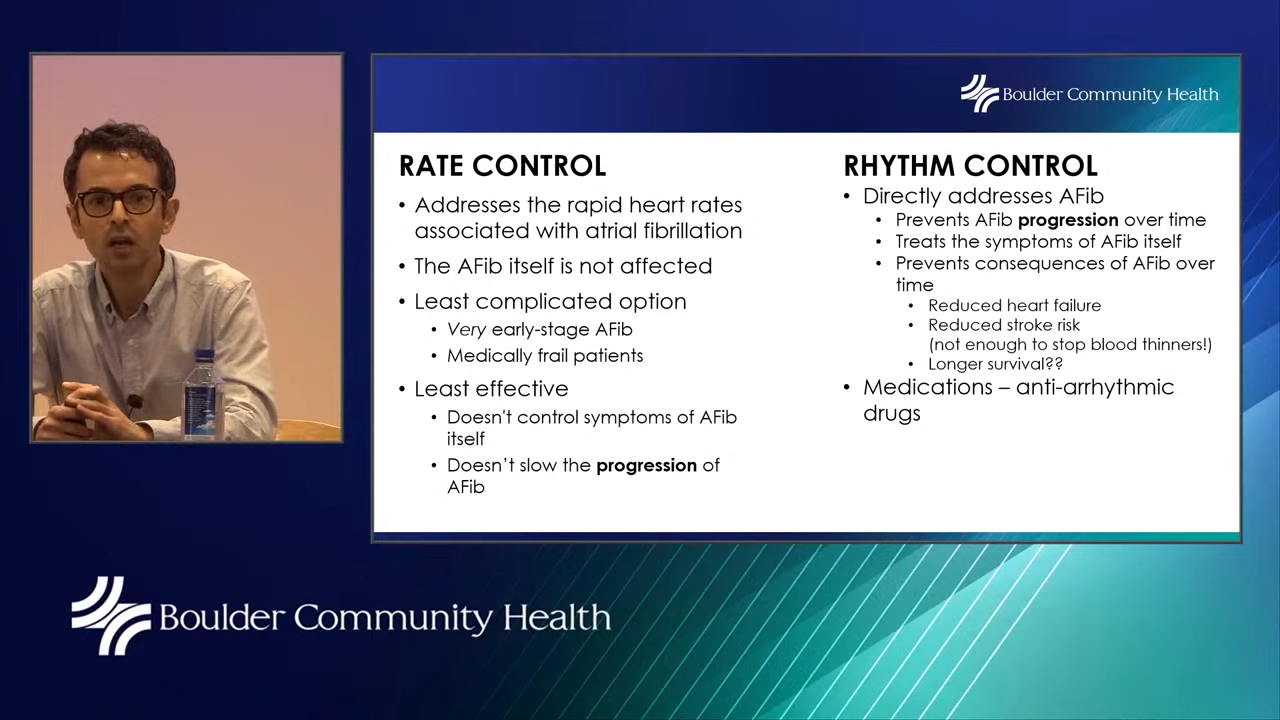 Boulder Community Health
RATE CONTROL
• Addresses the rapid heart rates
associated with atrial fibrillation
• The AFib itself is not affected
• Least complicated option
• Very early-stage AFib
• Medically frail patients
• Least effective
• Doesn't control symptoms of AFib
itself
• Doesn’t slow the progression of
AFib
RHYTHM CONTROL
• Directly addresses AFib
• Prevents AFib progression over time
• Treats the symptoms of AFib itself
• Prevents consequences of AFib over
time
• Reduced heart failure
• Reduced stroke risk
(not enough to stop blood thinners!)
• Longer survival??
• Medications – anti-arrhythmic
drugs
Boulder Community Health